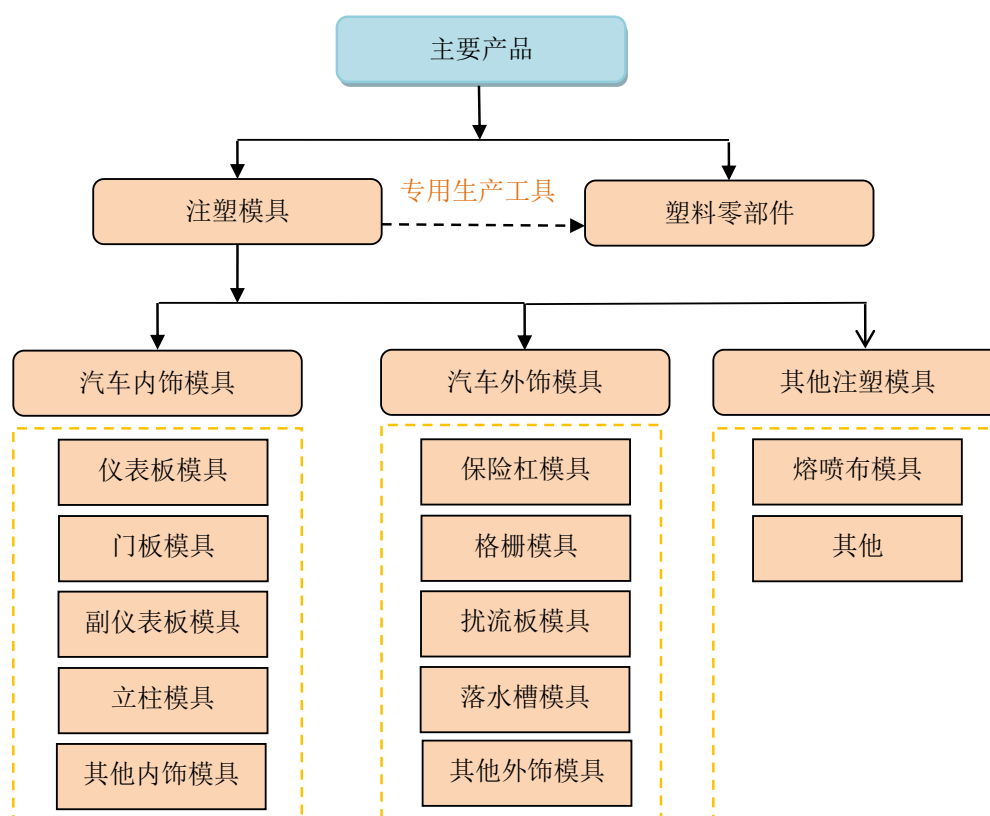 主要产品
注塑模具
专用生产工具
塑料零部件
汽车内饰模具
汽车外饰模具
其他注塑模具
仪表板模具
门板模具
副仪表板模具
立柱模具
其他内饰模具
保险杠模具
格栅模具
扰流板模具
落水槽模具
其他外饰模具
熔喷布模具
其他